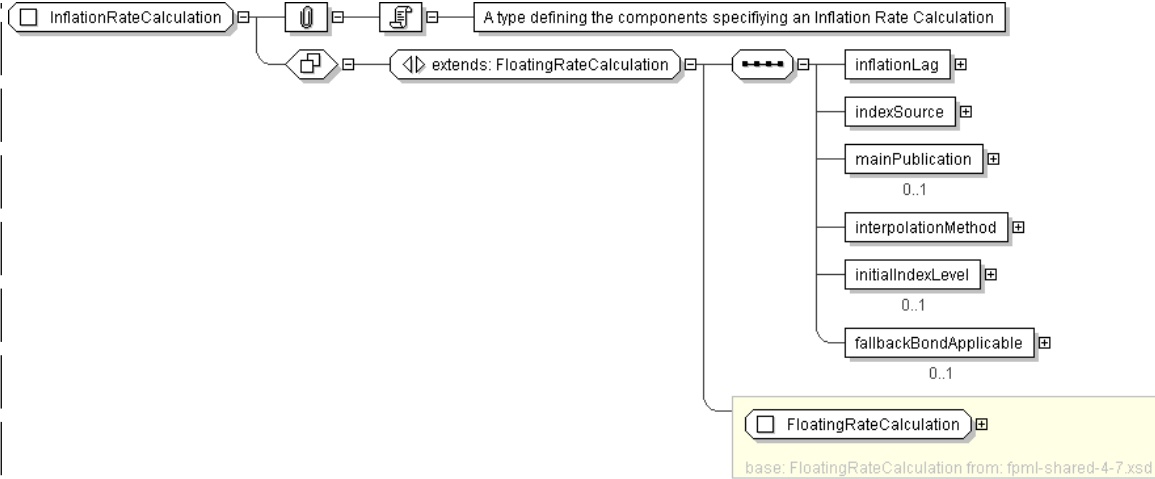 InflationRateCalculation
A type defining the components specifiying an Inflation Rate Calculation
extends: FloatingRateCalculation
inflationLag
indexSource
mainPublication
0..1
interpolationMethod
initialIndexLevel
0..1
fallbackBondApplicable
0..1
FloatingRateCalculation
base: FloatingRateCalculation from: fpml-shared-4-7.xsd